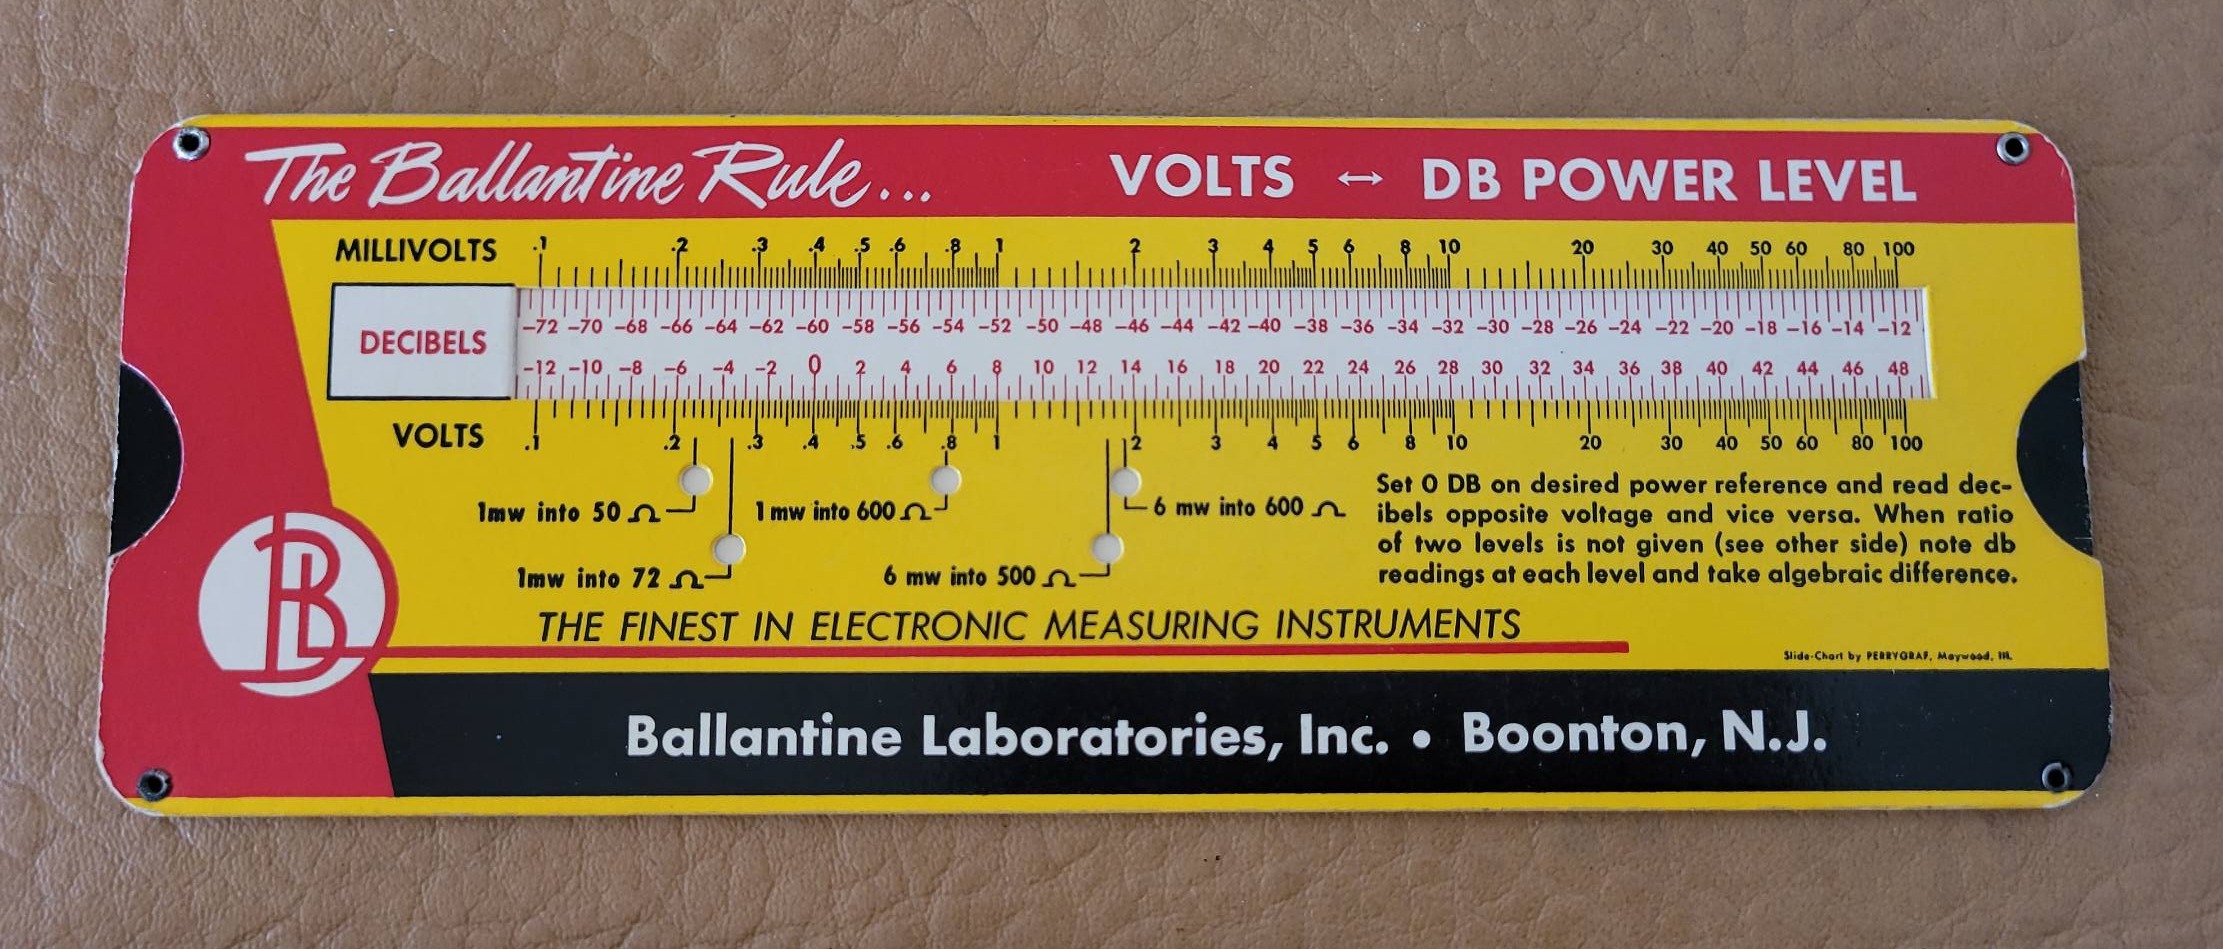 The Ballantine Rule... VOLTS ↔ DB POWER LEVEL
MILLIVOLTS .1 .2 .3 .4 .5 .6 .8 1 2 3 4 5 6 8 10 20 30 40 50 60 80 100
DECIBELS
−72 −70 −68 −66 −64 −62 −60 −58 −56 −54 −52 −50 −48 −46 −44 −42 −40 −38 −36 −34 −32 −30 −28 −26 −24 −22 −20 −18 −16 −14 −12
−12 −10 −8 −6 −4 −2 0 2 4 6 8 10 12 14 16 18 20 22 24 26 28 30 32 34 36 38 40 42 44 46 48
VOLTS .1 .2 .3 .4 .5 .6 .8 1 2 3 4 5 6 8 10 20 30 40 50 60 80 100
1mw into 50 Ω 1mw into 600 Ω 6 mw into 600 Ω
1mw into 72 Ω 6 mw into 500 Ω
Set 0 DB on desired power reference and read dec-
ibels opposite voltage and vice versa. When ratio
of two levels is not given (see other side) note db
readings at each level and take algebraic difference.
BL
THE FINEST IN ELECTRONIC MEASURING INSTRUMENTS
Slide-Chart by PERRYGRAF, Maywood, Ill.
Ballantine Laboratories, Inc. • Boonton, N.J.